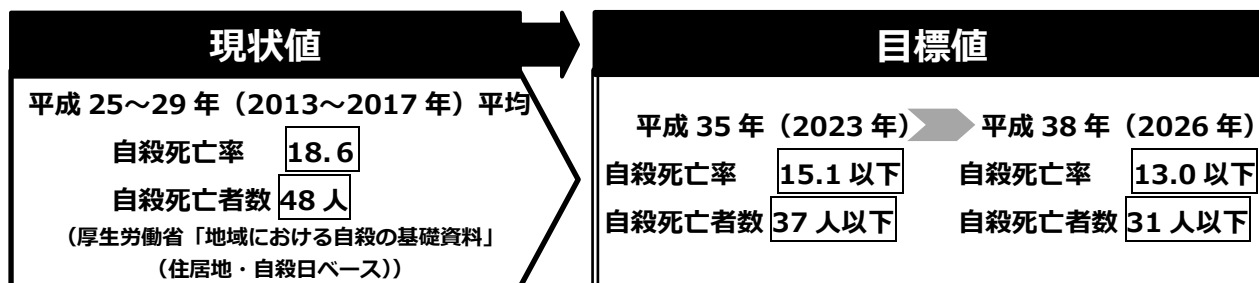 現状値
平成 25～29 年（2013～2017 年）平均
自殺死亡率 18.6
自殺死亡者数 48 人
（厚生労働省「地域における自殺の基礎資料」
（住居地・自殺日ベース））
目標値
平成 35 年（2023 年） 平成 38 年（2026 年）
自殺死亡率 15.1 以下 自殺死亡率 13.0 以下
自殺死亡者数 37 人以下 自殺死亡者数 31 人以下